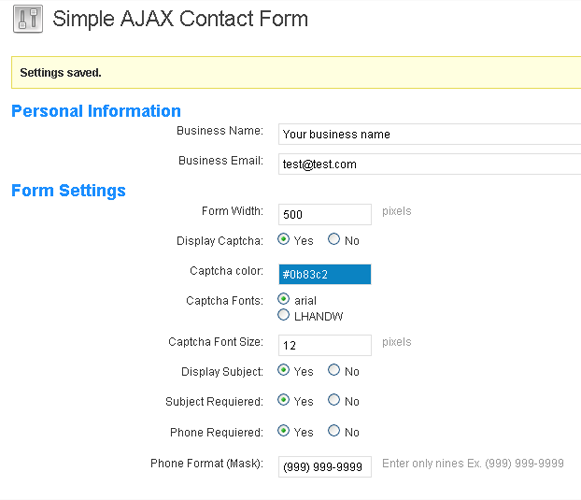 Simple AJAX Contact Form
Settings saved.
Personal Information
Business Name: Your business name
Business Email: test@test.com
Form Settings
Form Width: 500 pixels
Display Captcha: Yes No
Captcha color: #0b83c2
Captcha Fonts: arial
LHANDW
Captcha Font Size: 12 pixels
Display Subject: Yes No
Subject Requiered: Yes No
Phone Requiered: Yes No
Phone Format (Mask): (999) 999-9999 Enter only nines Ex. (999) 999-9999